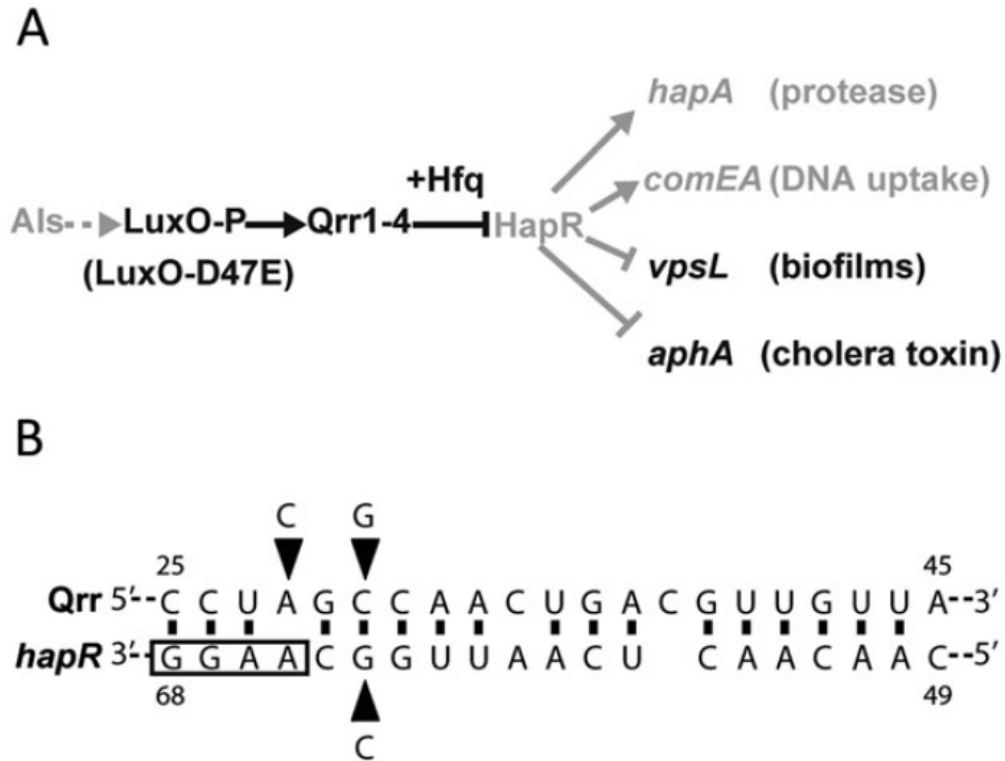 A
hapA (protease)
+Hfq
comEA (DNA uptake)
AIs LuxO-P Qrr1-4 HapR
(LuxO-D47E)
vpsL (biofilms)
aphA (cholera toxin)
B
C G
25 45
Qrr 5'--C C U A G C C A A C U G A C G U U G U U A--3'
hapR 3'--G G A A C G G U U A A C U C A A C A A C--5'
68 49
C